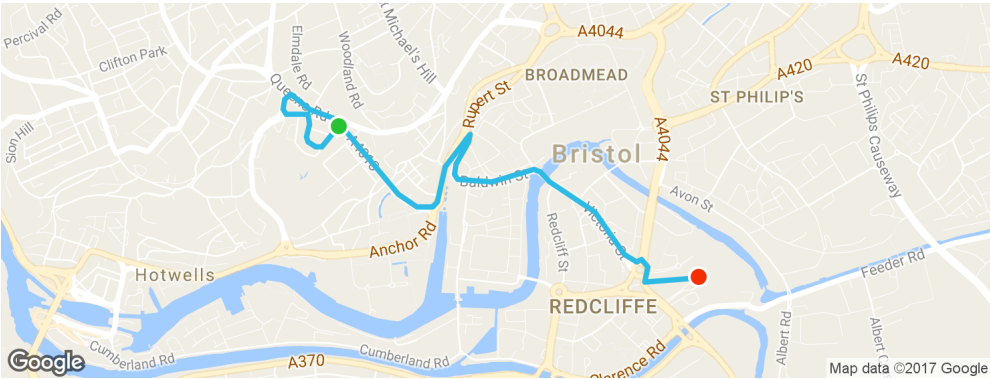 Percival Rd
Clifton Park
Elmdale Rd
Woodland Rd
Michael's Hill
A4044
BROADMEAD
A420
A420
ST PHILIP'S
St Philips Causeway
Sion Hill
Queens Rd
Rupert St
A4018
A4044
Bristol
Baldwin St
Avon St
Victoria St
Redcliff St
Anchor Rd
Hotwells
Feeder Rd
REDCLIFFE
Albert Rd
Albert
Cumberland Rd
A370
Cumberland Rd
Clarence Rd
Google
Map data ©2017 Google